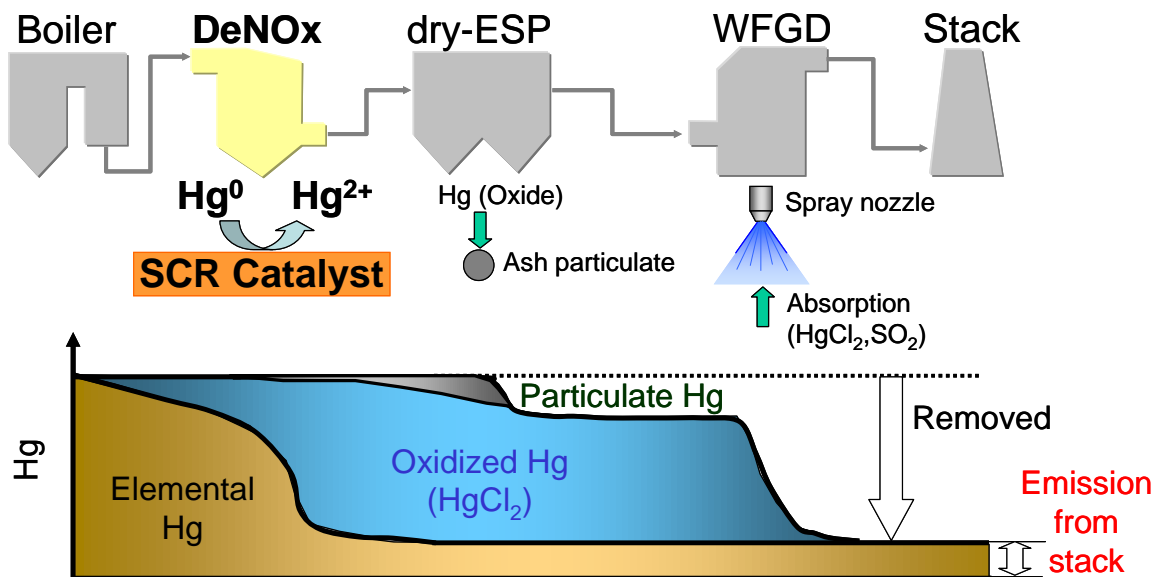 Boiler
DeNOx
dry-ESP
WFGD
Stack
Hg⁰ Hg²⁺
SCR Catalyst
Hg (Oxide)
Ash particulate
Spray nozzle
Absorption
(HgCl₂,SO₂)
Hg
Elemental
Hg
Oxidized Hg
(HgCl₂)
Particulate Hg
Removed
Emission
from
stack